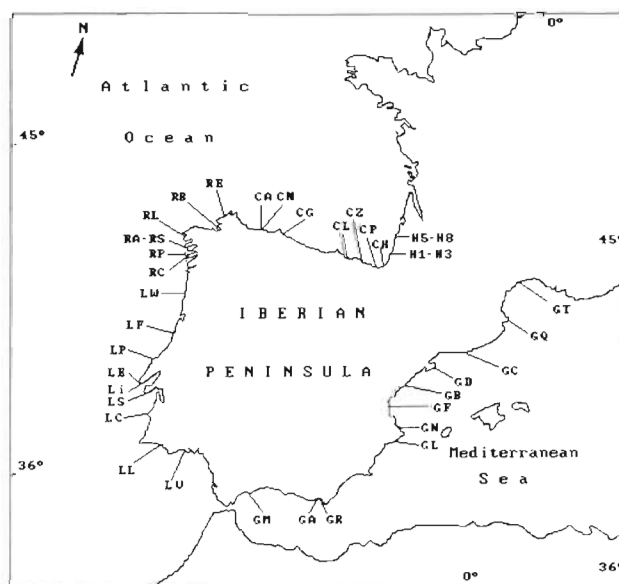 N
0°
Atlantic
Ocean
45°
RE
RB
CA CN
CZ
RL
CG
CL
CP
RA-RS
CH
H5-H8
45°
RP
H1-H3
RC
LW
IBERIAN
GT
LF
GQ
LP
PENINSULA
GC
LE
GD
Li
GB
LS
GF
LC
GN
GL
Mediterranean
36°
LL
Sea
LU
GM
GA GR
0°
36°